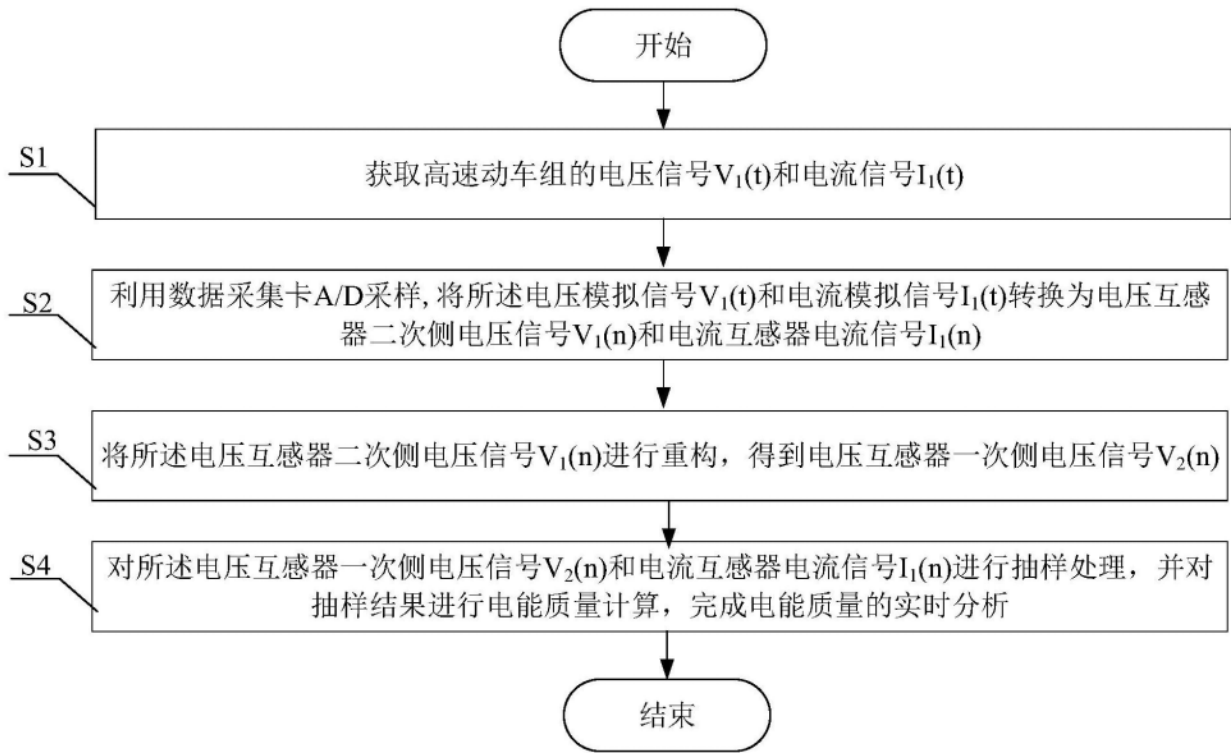 开始
S1
获取高速动车组的电压信号V₁(t)和电流信号I₁(t)
S2
利用数据采集卡A/D采样,将所述电压模拟信号V₁(t)和电流模拟信号I₁(t)转换为电压互感
器二次侧电压信号V₁(n)和电流互感器电流信号I₁(n)
S3
将所述电压互感器二次侧电压信号V₁(n)进行重构，得到电压互感器一次侧电压信号V₂(n)
S4
对所述电压互感器一次侧电压信号V₂(n)和电流互感器电流信号I₁(n)进行抽样处理，并对
抽样结果进行电能质量计算，完成电能质量的实时分析
结束